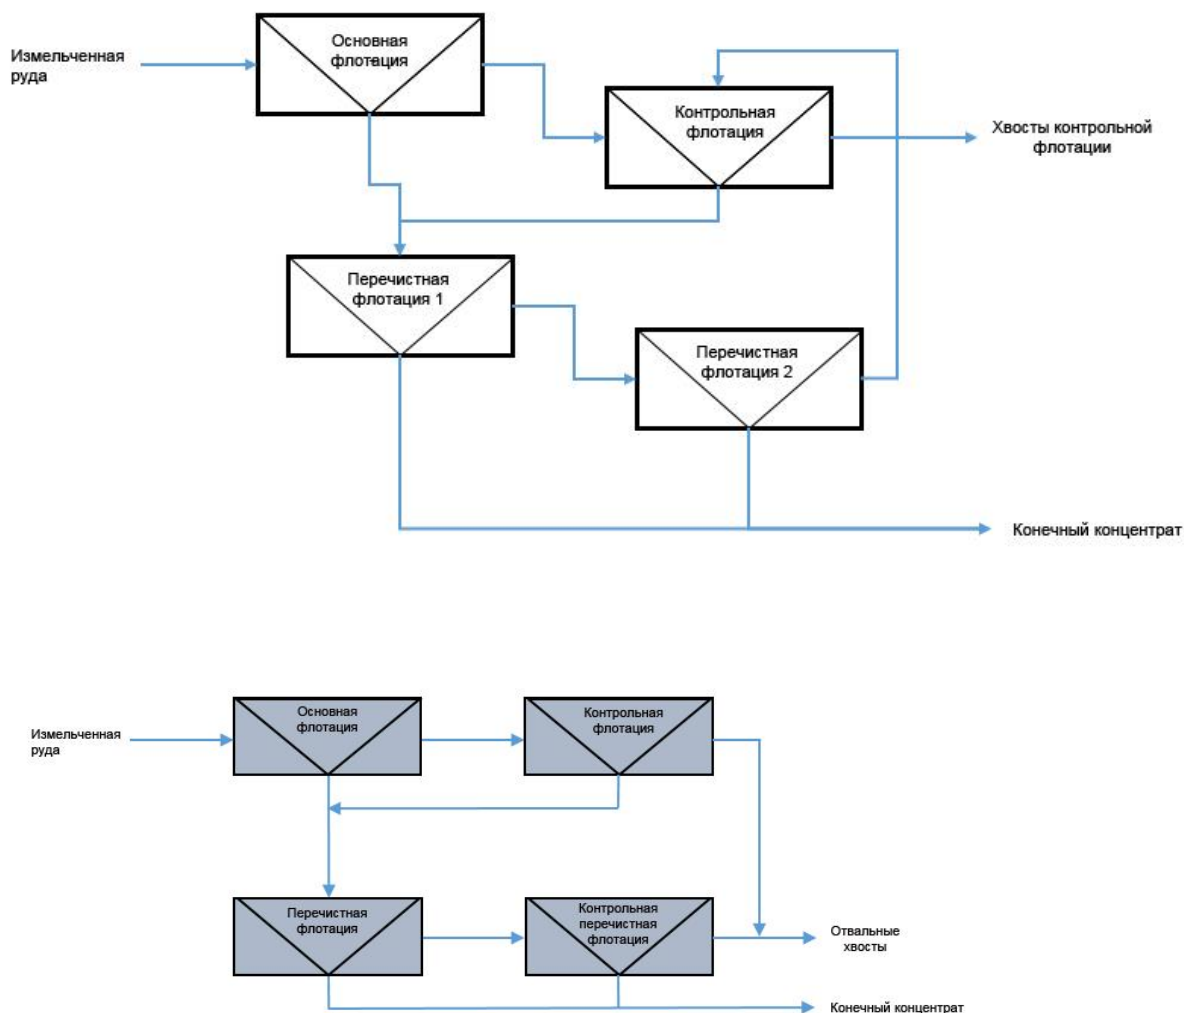 Измельченная
руда
Основная
флотация
Контрольная
флотация
Хвосты контрольной
флотации
Перечистная
флотация 1
Перечистная
флотация 2
Конечный концентрат
Измельченная
руда
Основная
флотация
Контрольная
флотация
Перечистная
флотация
Контрольная
перечистная
флотация
Отвальные
хвосты
Конечный концентрат